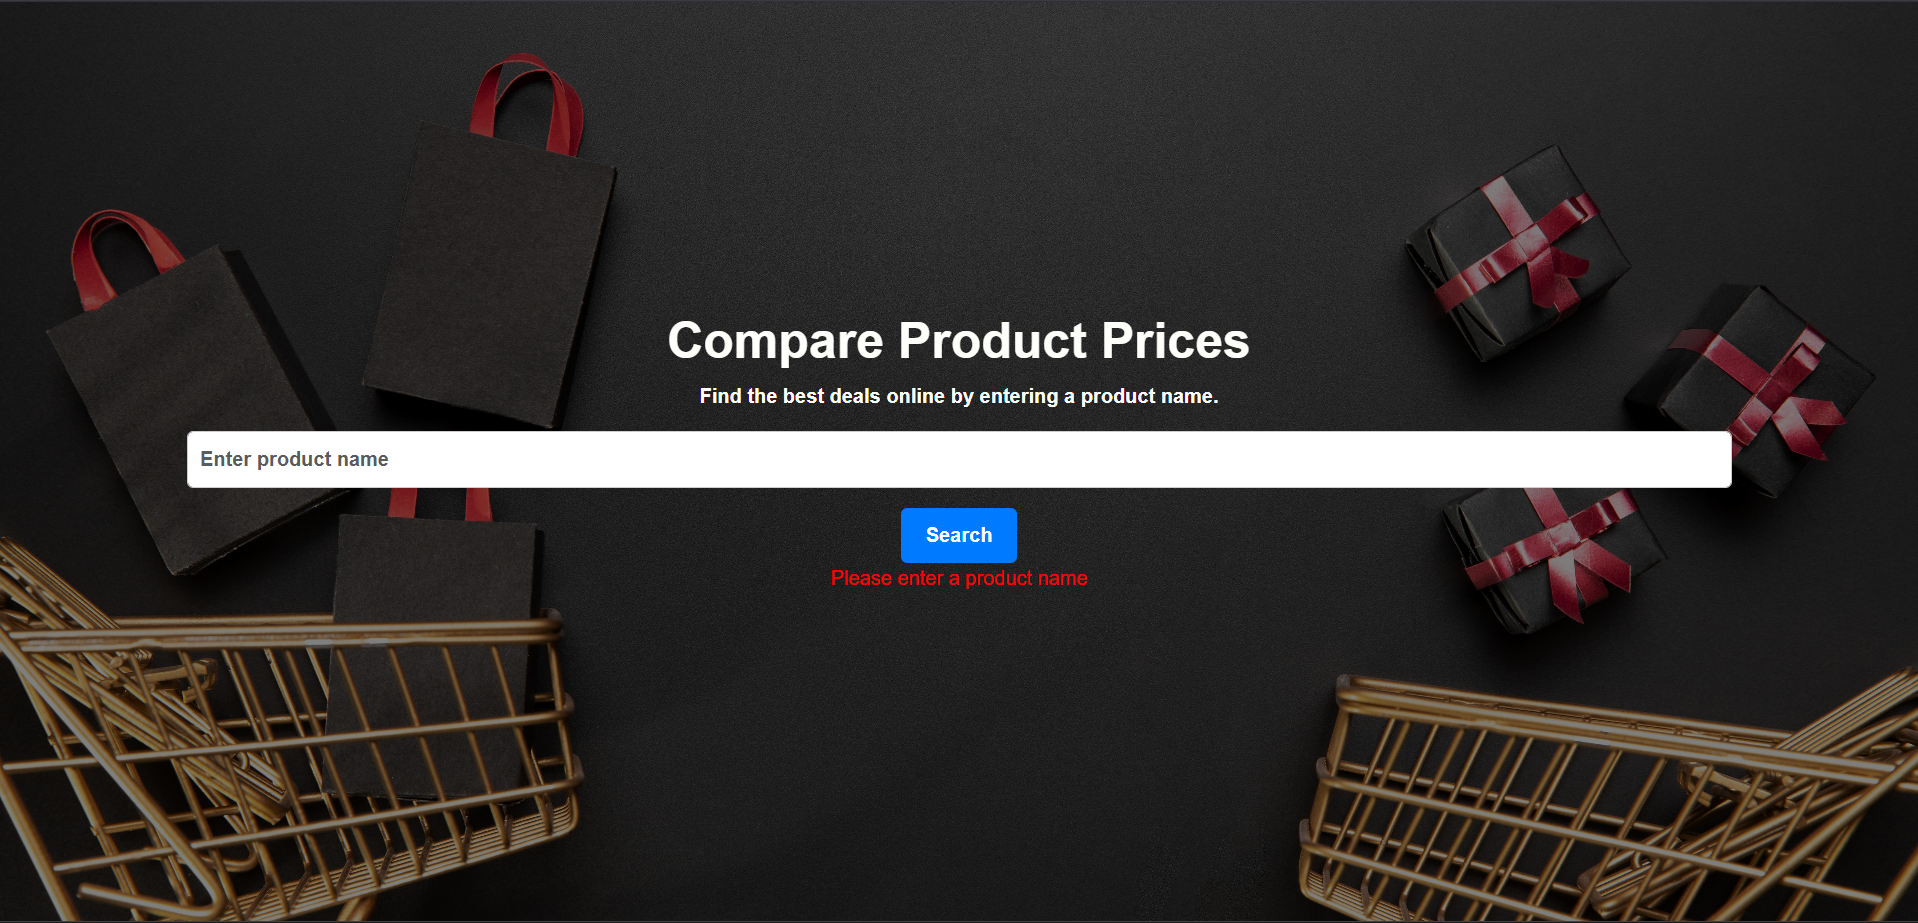 Compare Product Prices
Find the best deals online by entering a product name.
Enter product name
Search
Please enter a product name